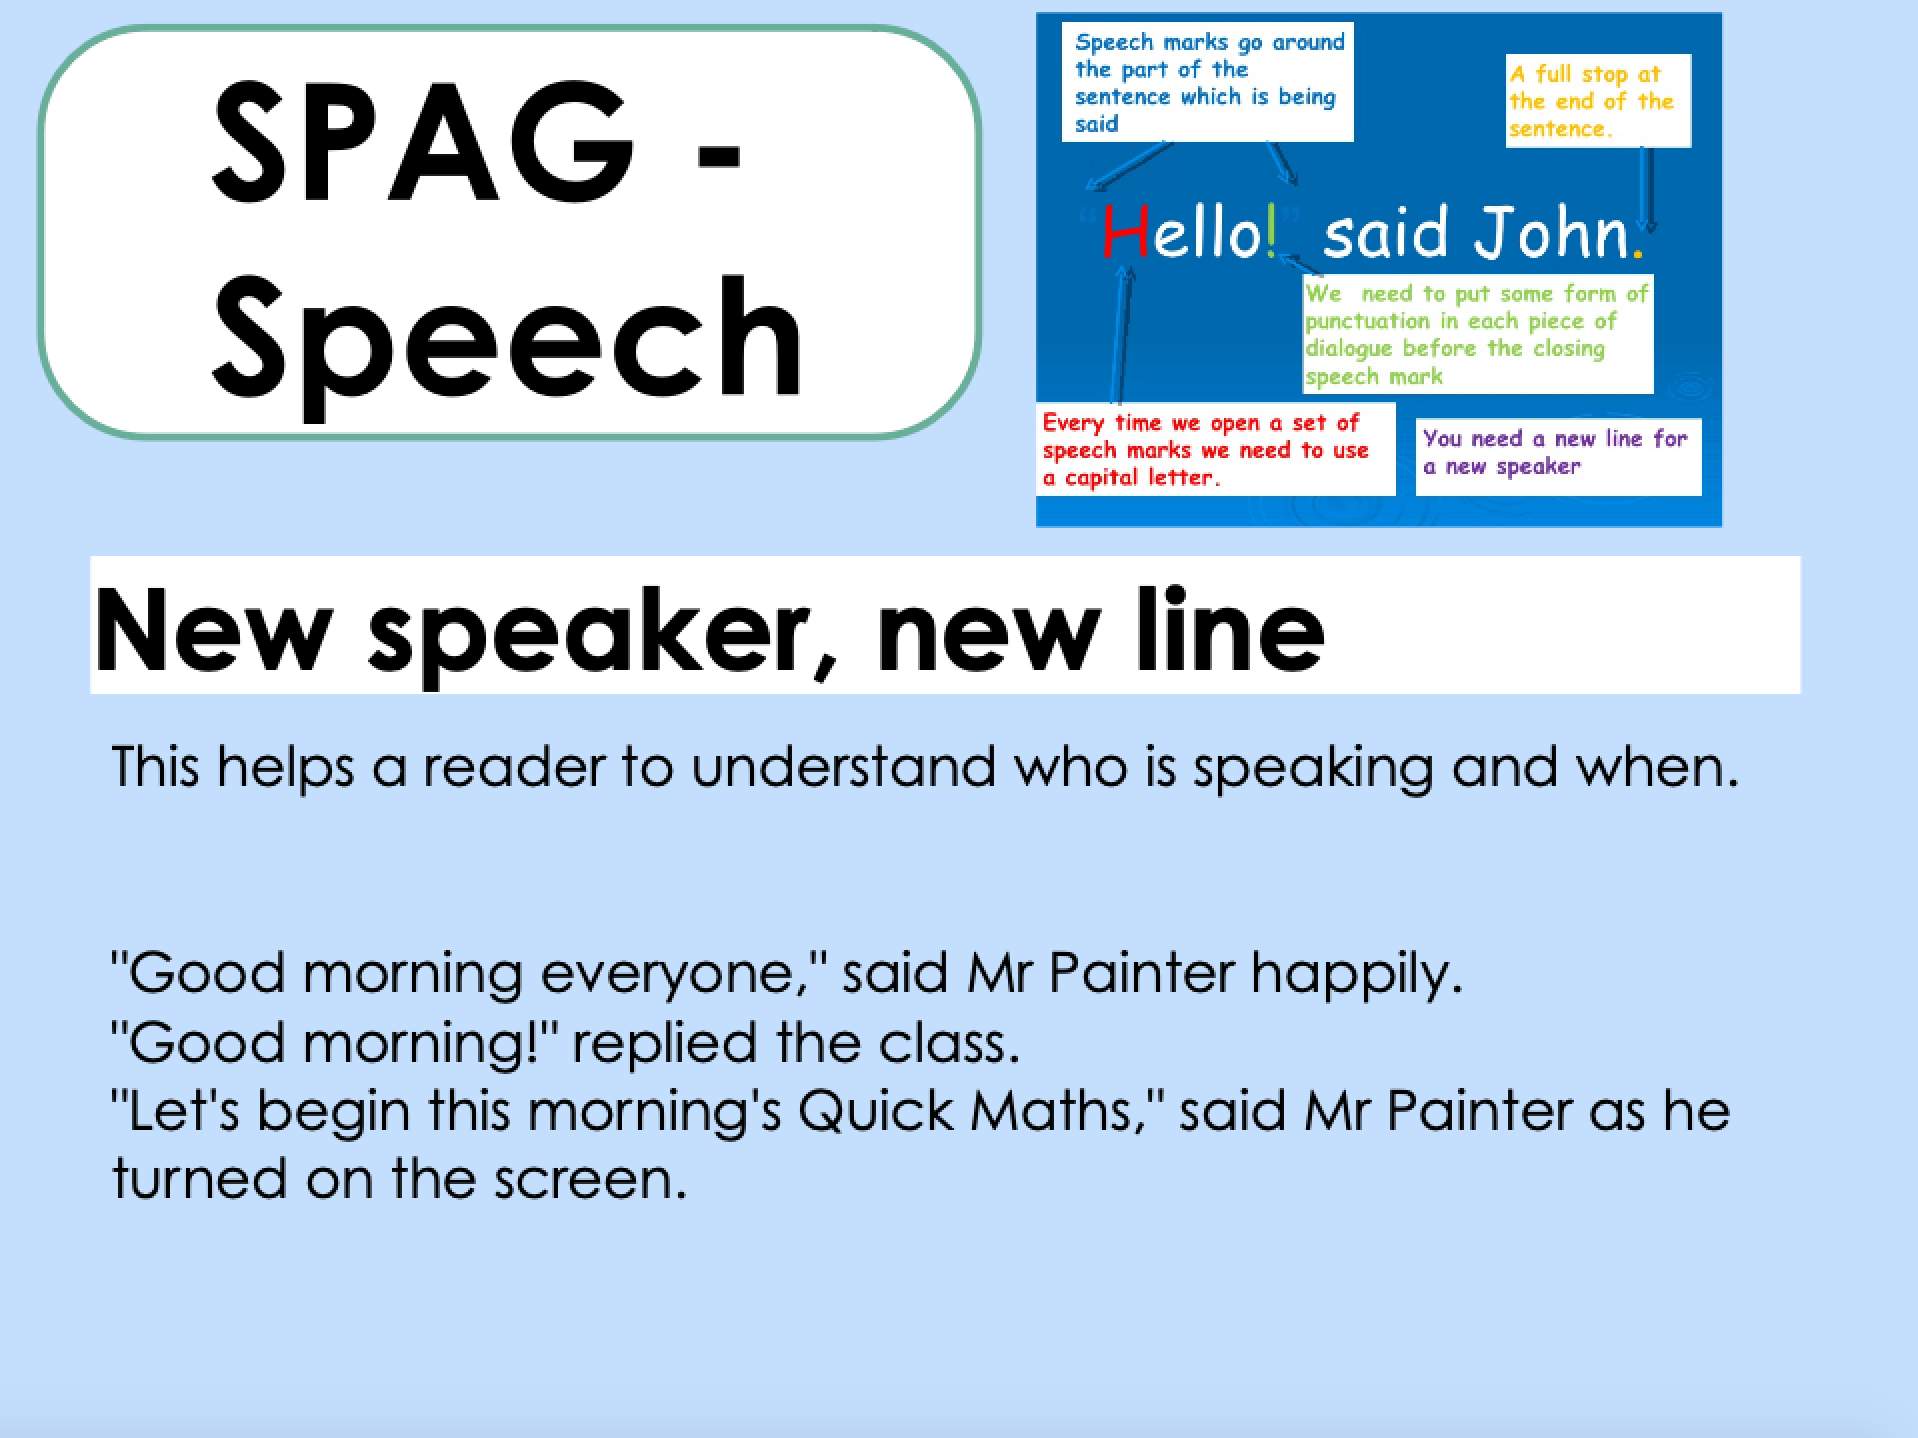 SPAG -
Speech
Speech marks go around
the part of the
sentence which is being
said
A full stop at
the end of the
sentence.
“Hello!” said John.
We need to put some form of
punctuation in each piece of
dialogue before the closing
speech mark
Every time we open a set of
speech marks we need to use
a capital letter.
You need a new line for
a new speaker
New speaker, new line
This helps a reader to understand who is speaking and when.
"Good morning everyone," said Mr Painter happily.
"Good morning!" replied the class.
"Let's begin this morning's Quick Maths," said Mr Painter as he
turned on the screen.